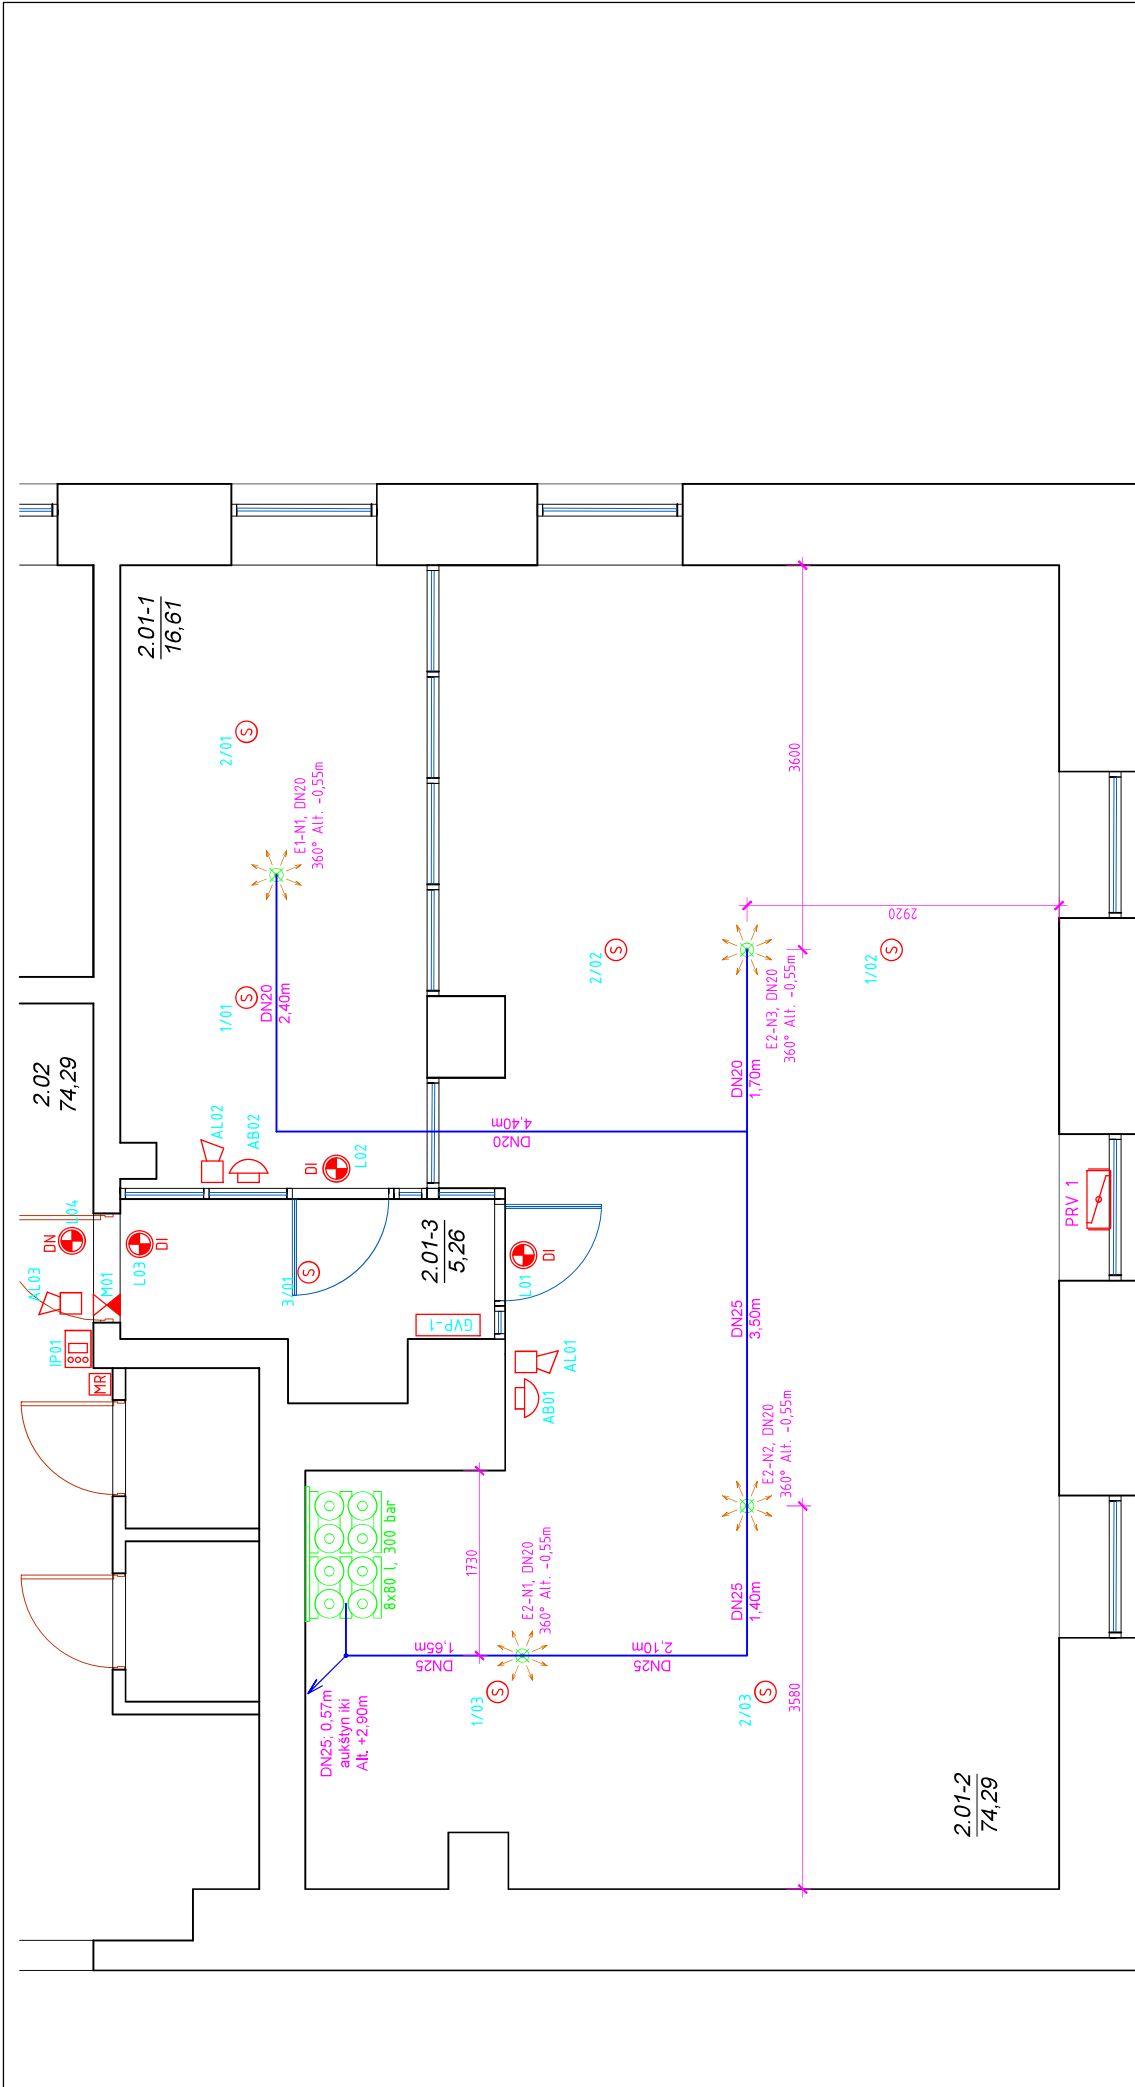 2.01-1
16,61
2/01
S
E1-N1, DN20
360° Alt. -0,55m
3600
2920
2/02
S
1/02
S
1/01
S
DN20
2,40m
E2-N3, DN20
360° Alt. -0,55m
2.02
74,29
DN20
1,70m
4,40m
DN20
AL02
AB02
DI
L02
PRV 1
DN
L04
L03
DI
2.01-3
5,26
L01
DI
AL03
M01
3/01
S
GVP-1
IP01
MR
DN25
3,50m
AL01
AB01
E2-N2, DN20
360° Alt. -0,55m
8x80 l, 300 bar
1730
E2-N1, DN20
360° Alt. -0,55m
DN25
1,40m
1,65m
DN25
2,10m
DN25
1/03
S
2/03
S
3580
DN25; 0,57m
aukštyn iki
Alt. +2,90m
2.01-2
74,29